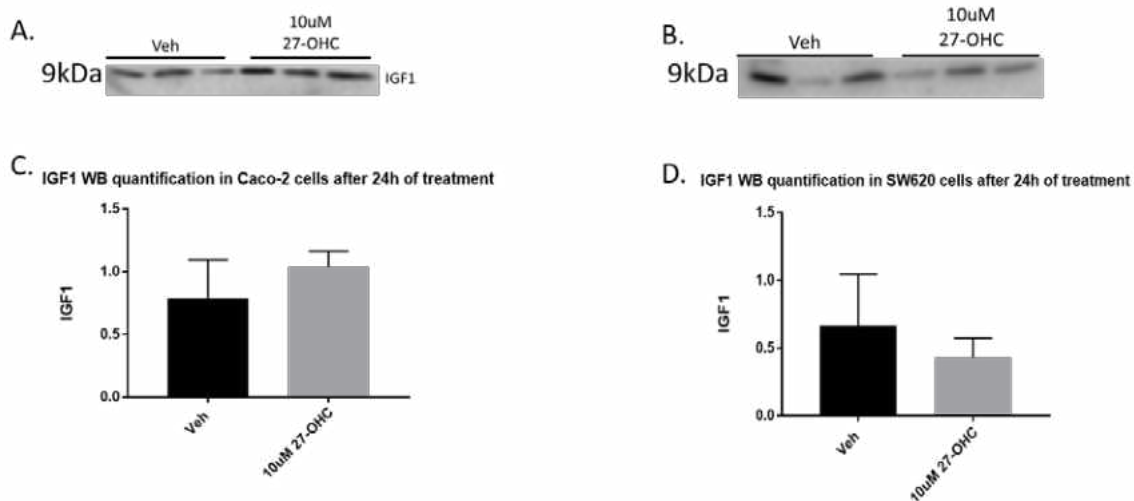 A.
Veh
10uM
27-OHC
9kDa
IGF1
B.
Veh
10uM
27-OHC
9kDa
C.
IGF1 WB quantification in Caco-2 cells after 24h of treatment
1.5
1.0
0.5
0.0
IGF1
Veh
10uM 27-OHC
D.
IGF1 WB quantification in SW620 cells after 24h of treatment
1.5
1.0
0.5
0.0
IGF1
Veh
10uM 27-OHC